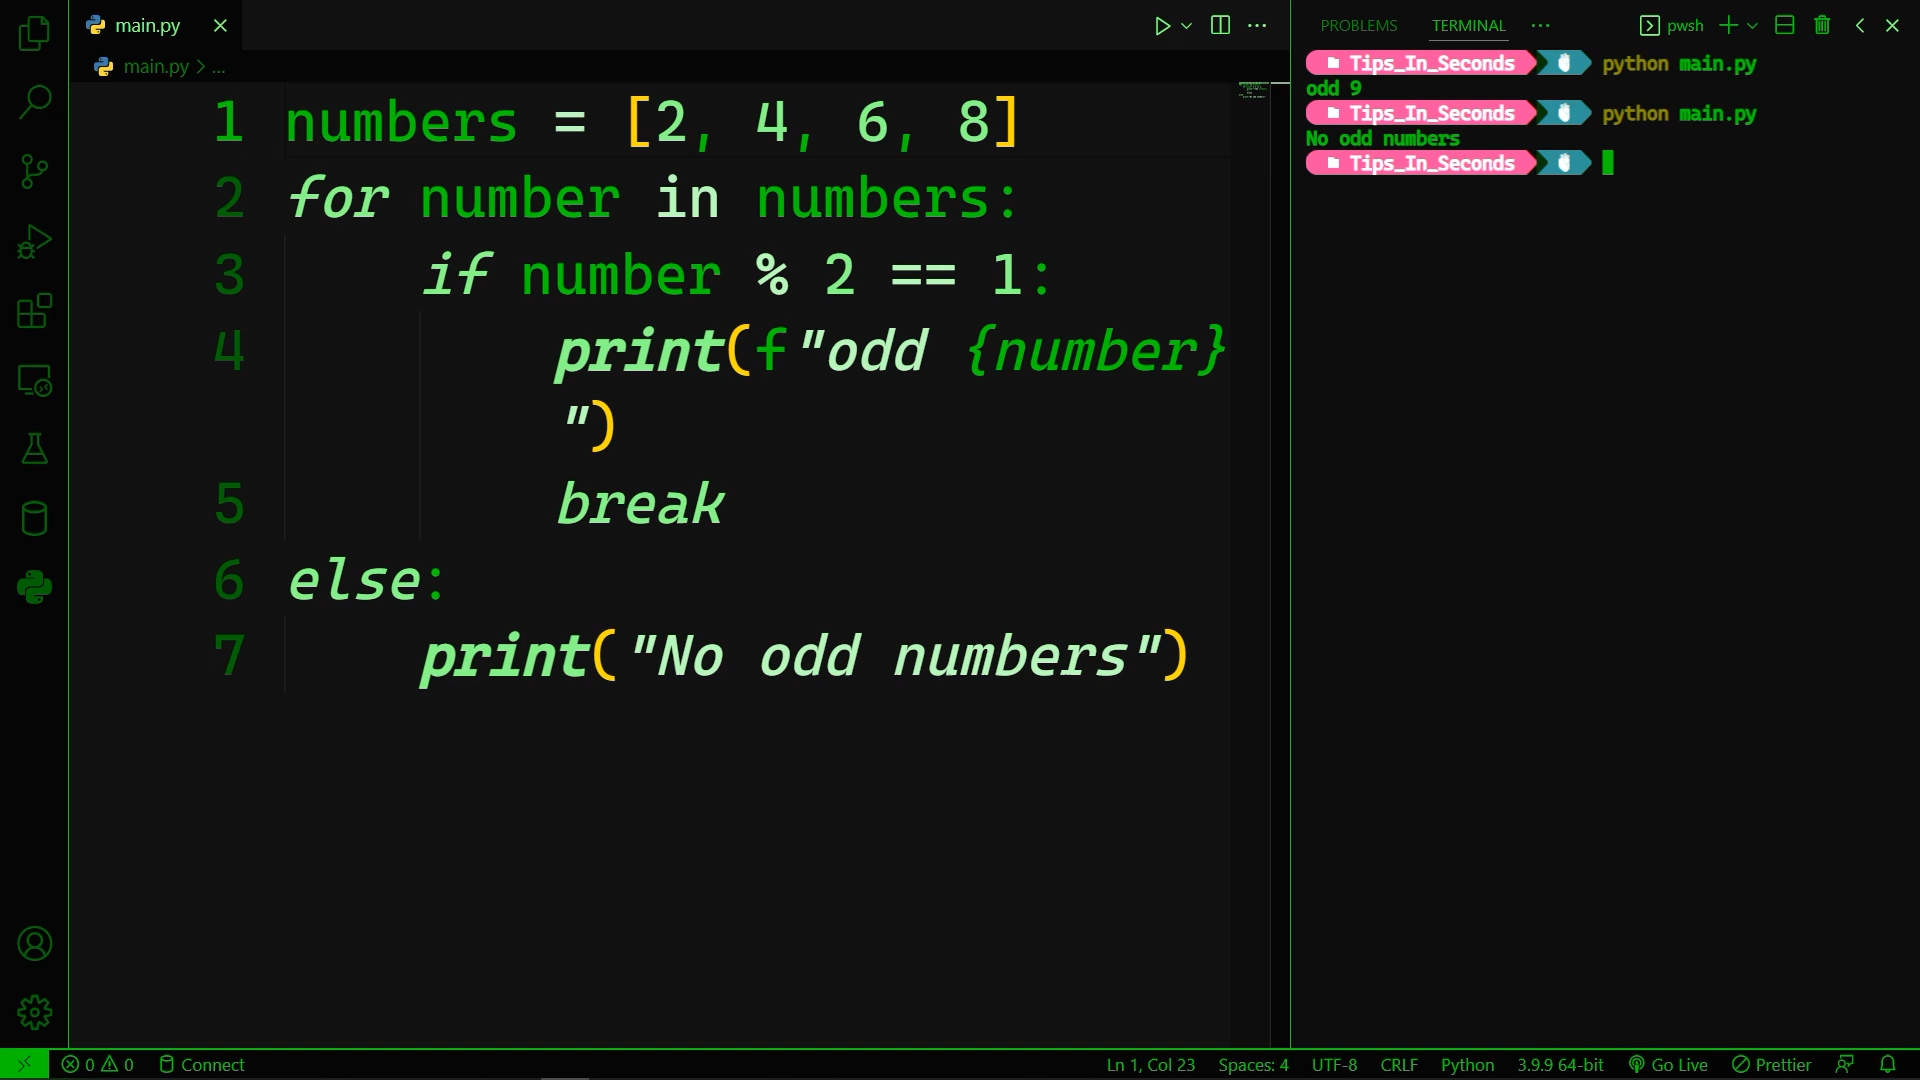 main.py
main.py > ...
1 numbers = [2, 4, 6, 8]
2 for number in numbers:
3 if number % 2 == 1:
4 print(f"odd {number}
")
5 break
6 else:
7 print("No odd numbers")
PROBLEMS TERMINAL ... pwsh
Tips_In_Seconds python main.py
odd 9
Tips_In_Seconds python main.py
No odd numbers
Tips_In_Seconds
0 0 Connect Ln 1, Col 23 Spaces: 4 UTF-8 CRLF Python 3.9.9 64-bit Go Live Prettier